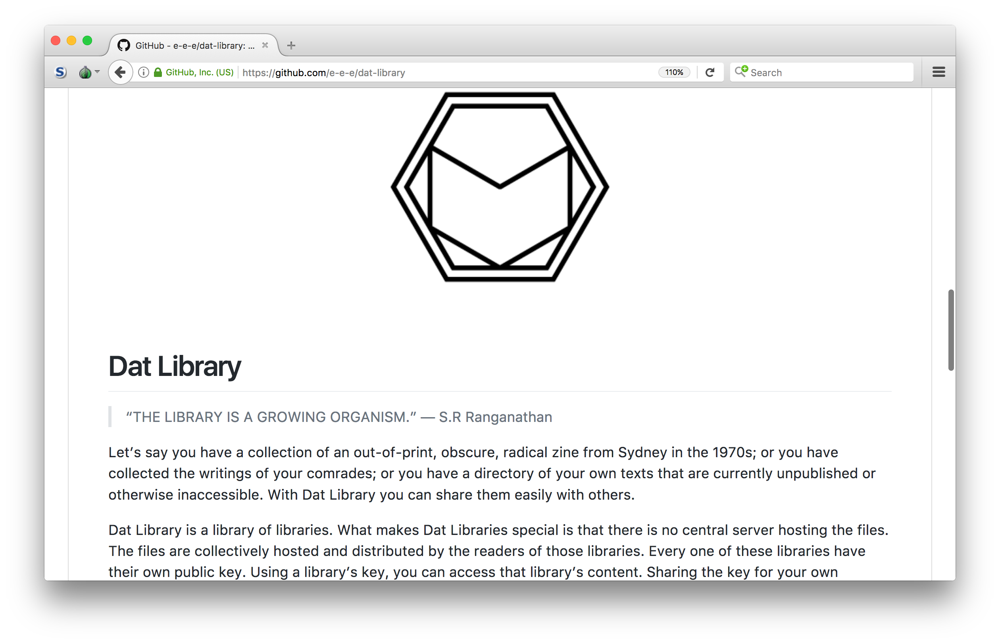 GitHub - e-e-e/dat-library: ...
S
GitHub, Inc. (US)
https://github.com/e-e-e/dat-library
110%
Search
Dat Library
“THE LIBRARY IS A GROWING ORGANISM.” — S.R Ranganathan
Let’s say you have a collection of an out-of-print, obscure, radical zine from Sydney in the 1970s; or you have
collected the writings of your comrades; or you have a directory of your own texts that are currently unpublished or
otherwise inaccessible. With Dat Library you can share them easily with others.
Dat Library is a library of libraries. What makes Dat Libraries special is that there is no central server hosting the files.
The files are collectively hosted and distributed by the readers of those libraries. Every one of these libraries have
their own public key. Using a library’s key, you can access that library’s content. Sharing the key for your own